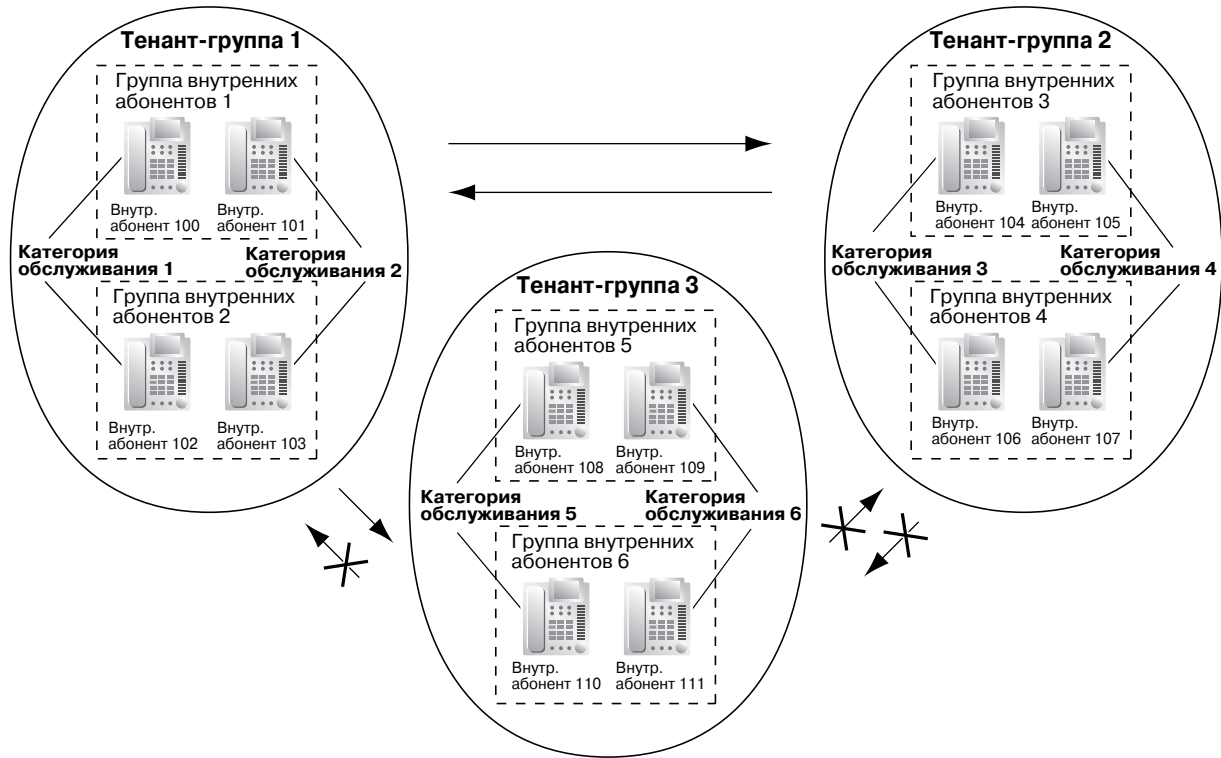 Тенант-группа 1
Группа внутренних
абонентов 1
Внутр.
абонент 100
Внутр.
абонент 101
Категория
обслуживания 1
Категория
обслуживания 2
Группа внутренних
абонентов 2
Внутр.
абонент 102
Внутр.
абонент 103
Тенант-группа 2
Группа внутренних
абонентов 3
Внутр.
абонент 104
Внутр.
абонент 105
Категория
обслуживания 3
Категория
обслуживания 4
Группа внутренних
абонентов 4
Внутр.
абонент 106
Внутр.
абонент 107
Тенант-группа 3
Группа внутренних
абонентов 5
Внутр.
абонент 108
Внутр.
абонент 109
Категория
обслуживания 5
Категория
обслуживания 6
Группа внутренних
абонентов 6
Внутр.
абонент 110
Внутр.
абонент 111